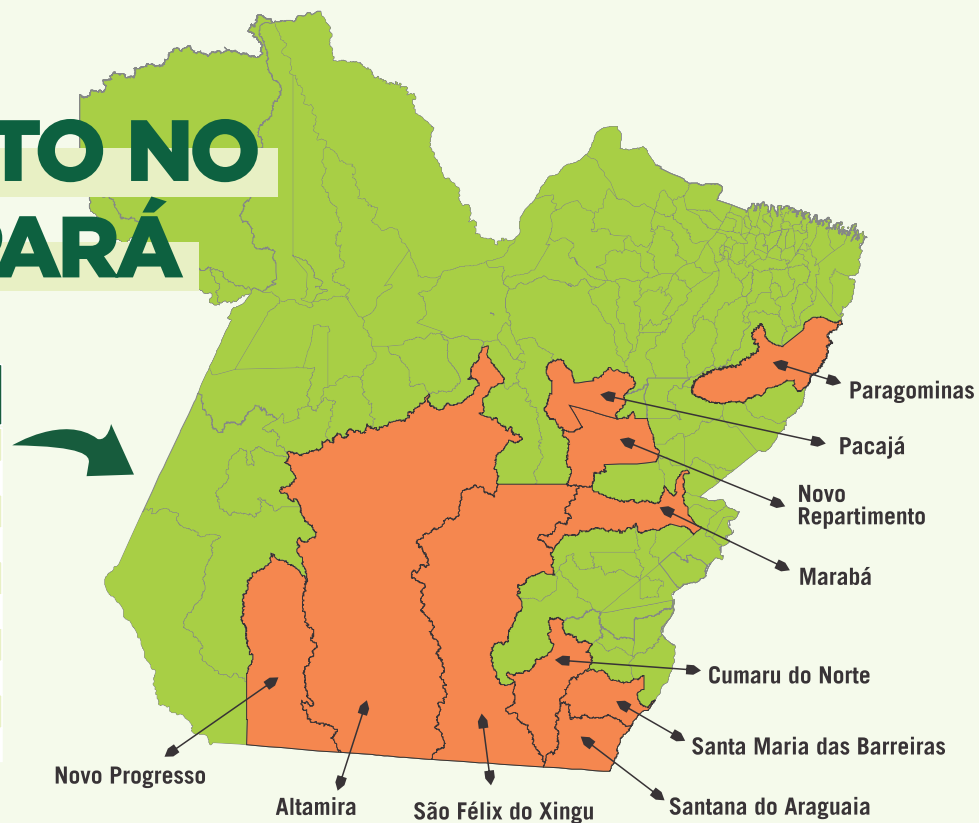 TO NO
PARÁ
Paragominas
Pacajá
Novo
Repartimento
Marabá
Cumaru do Norte
Santa Maria das Barreiras
Novo Progresso
Altamira
São Félix do Xingu
Santana do Araguaia